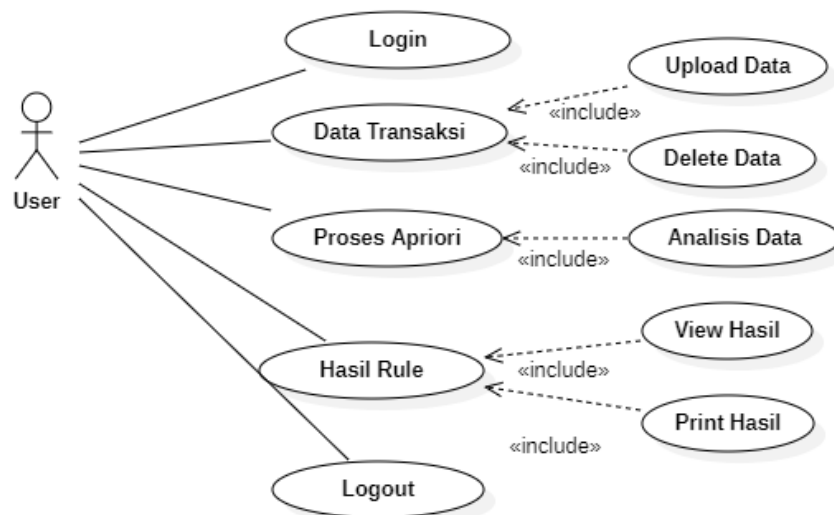 Login
Upload Data
«include»
Data Transaksi
Delete Data
«include»
User
Proses Apriori
Analisis Data
«include»
View Hasil
Hasil Rule
«include»
Print Hasil
«include»
Logout